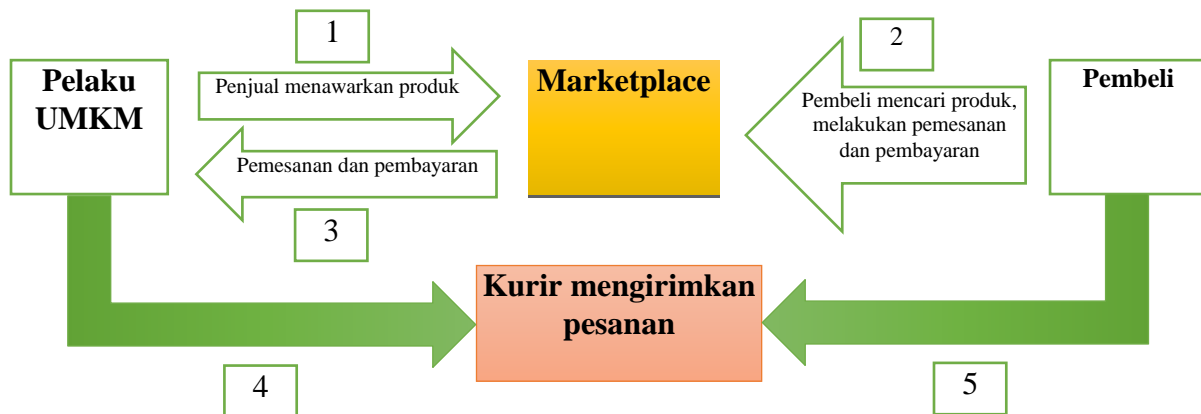 1
2
Pelaku
UMKM
Penjual menawarkan produk
Marketplace
Pembeli mencari produk,
melakukan pemesanan
dan pembayaran
Pembeli
Pemesanan dan pembayaran
3
Kurir mengirimkan
pesanan
4
5